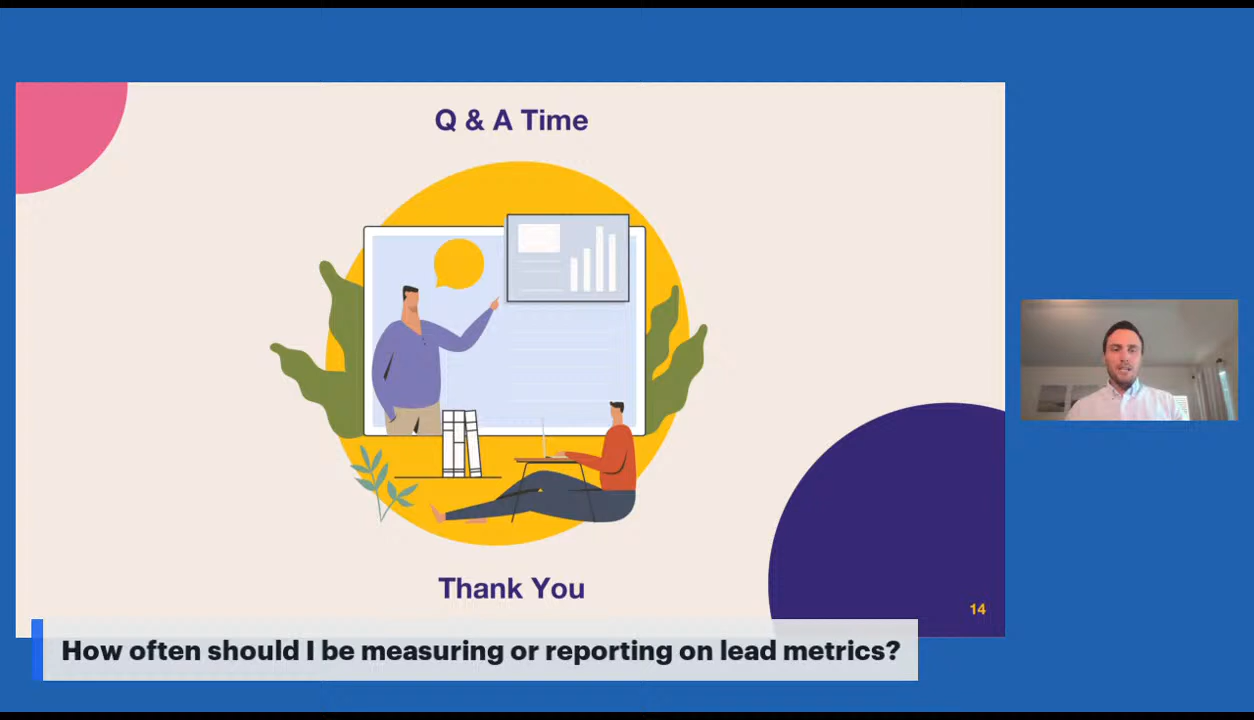 Q & A Time
Thank You
14
How often should I be measuring or reporting on lead metrics?